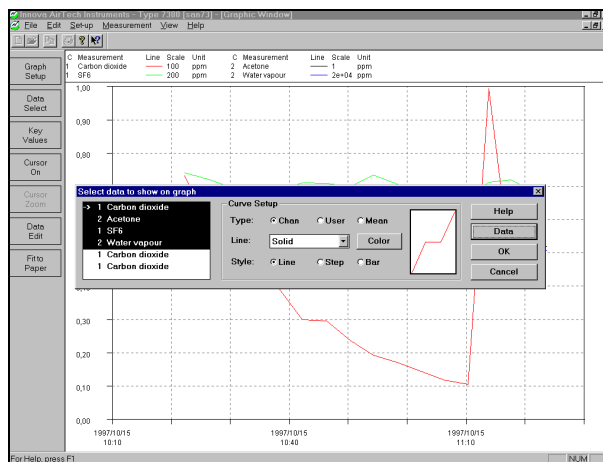 Innova AirTech Instruments - Type 7300 [san73] - [Graphic Window]
File Edit Set-up Measurement View Help
C Measurement Line Scale Unit C Measurement Line Scale Unit
1 Carbon dioxide 100 ppm 2 Acetone 1 ppm
1 SF6 200 ppm 2 Water vapour 2e+04 ppm
Graph Setup
Data Select
Key Values
Cursor On
Cursor Zoom
Data Edit
Fit to Paper
1,00
0,90
0,80
0,70
Select data to show on graph
-> 1 Carbon dioxide
2 Acetone
1 SF6
2 Water vapour
1 Carbon dioxide
1 Carbon dioxide
Curve Setup
Type: Chan User Mean
Line: Solid Color
Style: Line Step Bar
Help
Data
OK
Cancel
0,30
0,20
0,10
0,00
1997/10/15 1997/10/15 1997/10/15
10:10 10:40 11:10
For Help, press F1 NUM